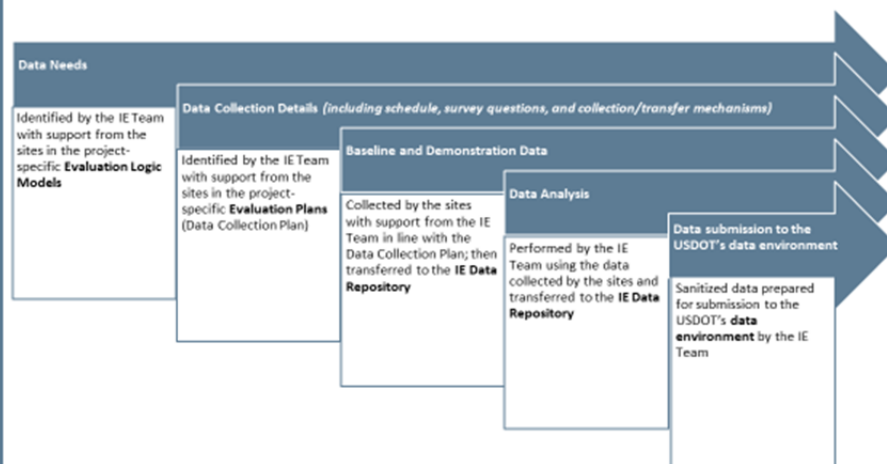 Data Needs
Identified by the IE Team
with support from the
sites in the project-
specific Evaluation Logic
Models
Data Collection Details (including schedule, survey questions, and collection/transfer mechanisms)
Identified by the IE Team
with support from the
sites in the project-
specific Evaluation Plans
(Data Collection Plan)
Baseline and Demonstration Data
Collected by the sites
with support from the IE
Team in line with the
Data Collection Plan; then
transferred to the IE Data
Repository
Data Analysis
Performed by the IE
Team using the data
collected by the sites and
transferred to the IE Data
Repository
Data submission to the
USDOT's data environment
Sanitized data prepared
for submission to the
USDOT's data
environment by the IE
Team